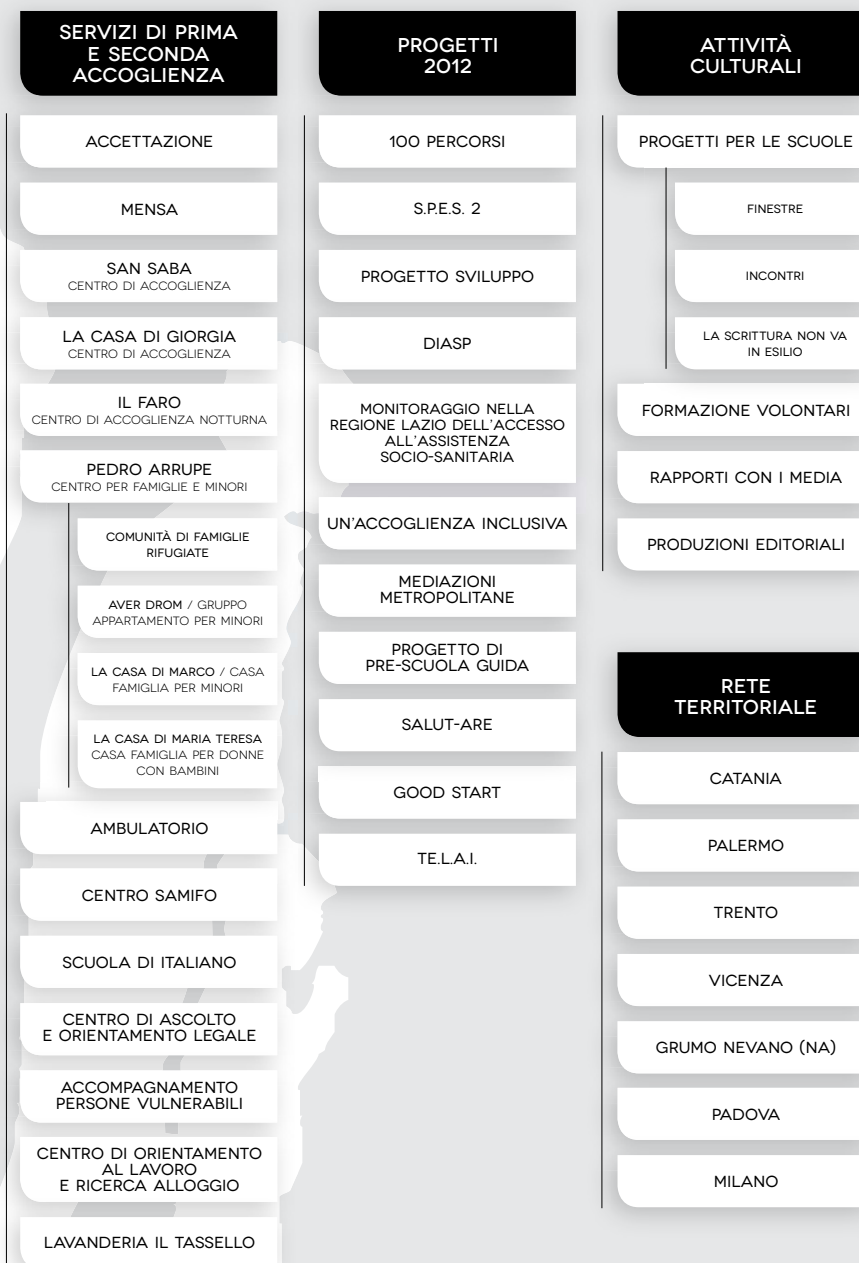 SERVIZI DI PRIMA
E SECONDA
ACCOGLIENZA
ACCETTAZIONE
MENSA
SAN SABA
CENTRO DI ACCOGLIENZA
LA CASA DI GIORGIA
CENTRO DI ACCOGLIENZA
IL FARO
CENTRO DI ACCOGLIENZA NOTTURNA
PEDRO ARRUPE
CENTRO PER FAMIGLIE E MINORI
COMUNITÀ DI FAMIGLIE
RIFUGIATE
AVER DROM / GRUPPO
APPARTAMENTO PER MINORI
LA CASA DI MARCO / CASA
FAMIGLIA PER MINORI
LA CASA DI MARIA TERESA
CASA FAMIGLIA PER DONNE
CON BAMBINI
AMBULATORIO
CENTRO SAMIFO
SCUOLA DI ITALIANO
CENTRO DI ASCOLTO
E ORIENTAMENTO LEGALE
ACCOMPAGNAMENTO
PERSONE VULNERABILI
CENTRO DI ORIENTAMENTO
AL LAVORO
E RICERCA ALLOGGIO
LAVANDERIA IL TASSELLO
PROGETTI
2012
100 PERCORSI
S.P.E.S. 2
PROGETTO SVILUPPO
DIASP
MONITORAGGIO NELLA
REGIONE LAZIO DELL'ACCESSO
ALL'ASSISTENZA
SOCIO-SANITARIA
UN'ACCOGLIENZA INCLUSIVA
MEDIAZIONI
METROPOLITANE
PROGETTO DI
PRE-SCUOLA GUIDA
SALUT-ARE
GOOD START
TE.L.A.I.
ATTIVITÀ
CULTURALI
PROGETTI PER LE SCUOLE
FINESTRE
INCONTRI
LA SCRITTURA NON VA
IN ESILIO
FORMAZIONE VOLONTARI
RAPPORTI CON I MEDIA
PRODUZIONI EDITORIALI
RETE
TERRITORIALE
CATANIA
PALERMO
TRENTO
VICENZA
GRUMO NEVANO (NA)
PADOVA
MILANO